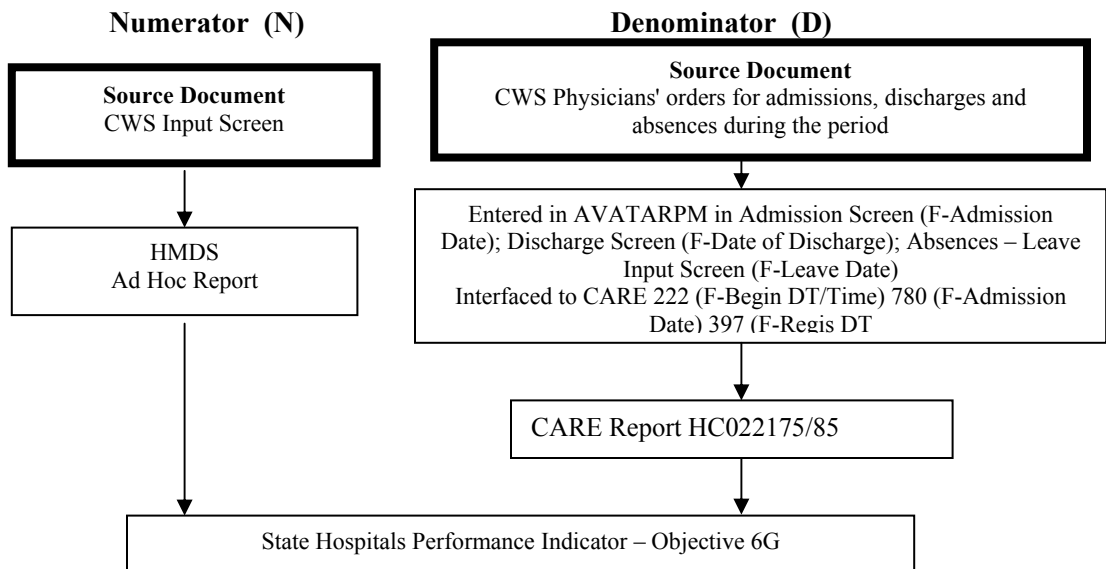 Numerator (N)
Denominator (D)
Source Document
CWS Input Screen
Source Document
CWS Physicians' orders for admissions, discharges and
absences during the period
HMDS
Ad Hoc Report
Entered in AVATARPM in Admission Screen (F-Admission
Date); Discharge Screen (F-Date of Discharge); Absences – Leave
Input Screen (F-Leave Date)
Interfaced to CARE 222 (F-Begin DT/Time) 780 (F-Admission
Date) 397 (F-Regis DT
CARE Report HC022175/85
State Hospitals Performance Indicator – Objective 6G